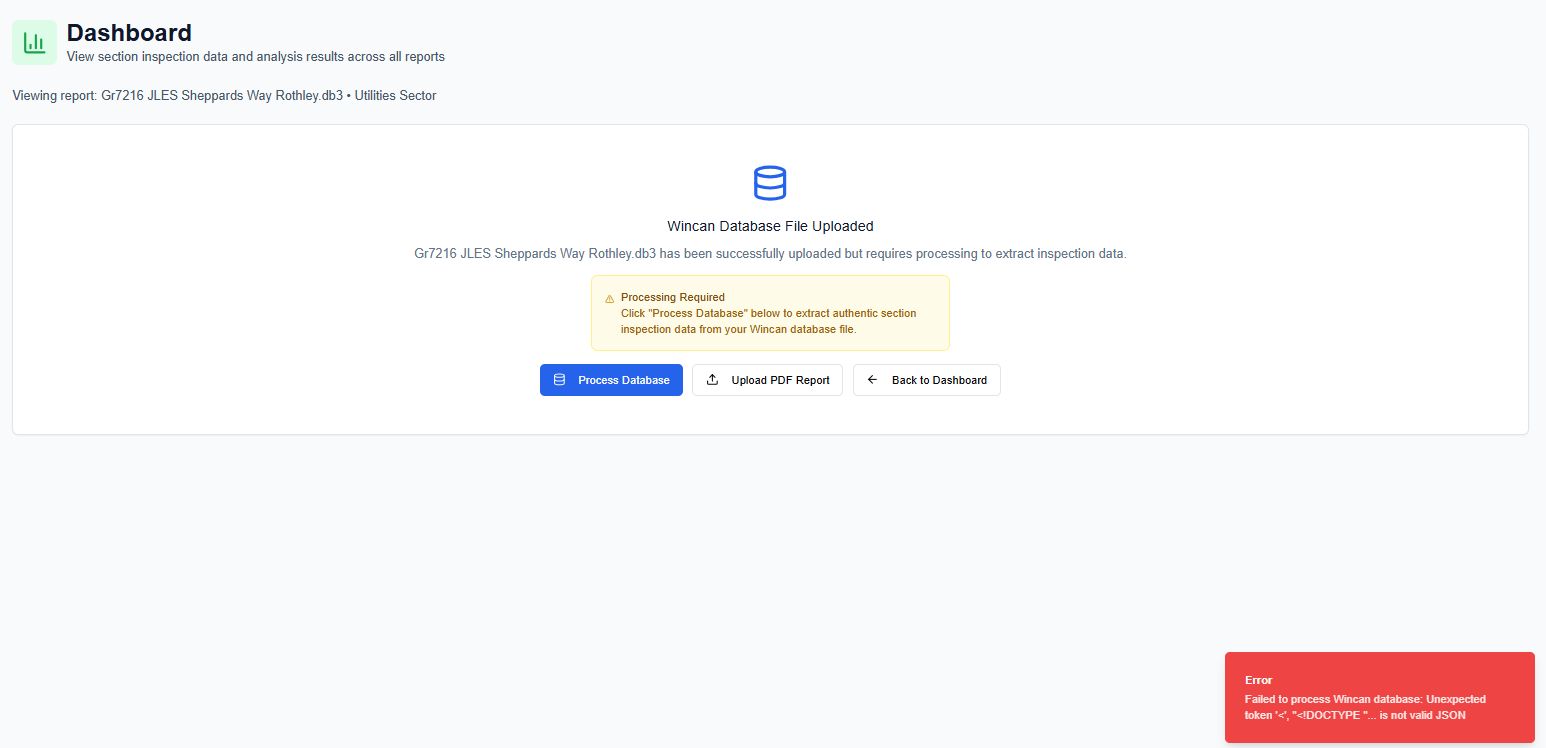 Dashboard
View section inspection data and analysis results across all reports
Viewing report: Gr7216 JLES Sheppards Way Rothley.db3 • Utilities Sector
Wincan Database File Uploaded
Gr7216 JLES Sheppards Way Rothley.db3 has been successfully uploaded but requires processing to extract inspection data.
Processing Required
Click "Process Database" below to extract authentic section
inspection data from your Wincan database file.
Process Database
Upload PDF Report
Back to Dashboard
Error
Failed to process Wincan database: Unexpected
token '<', "<!DOCTYPE "... is not valid JSON